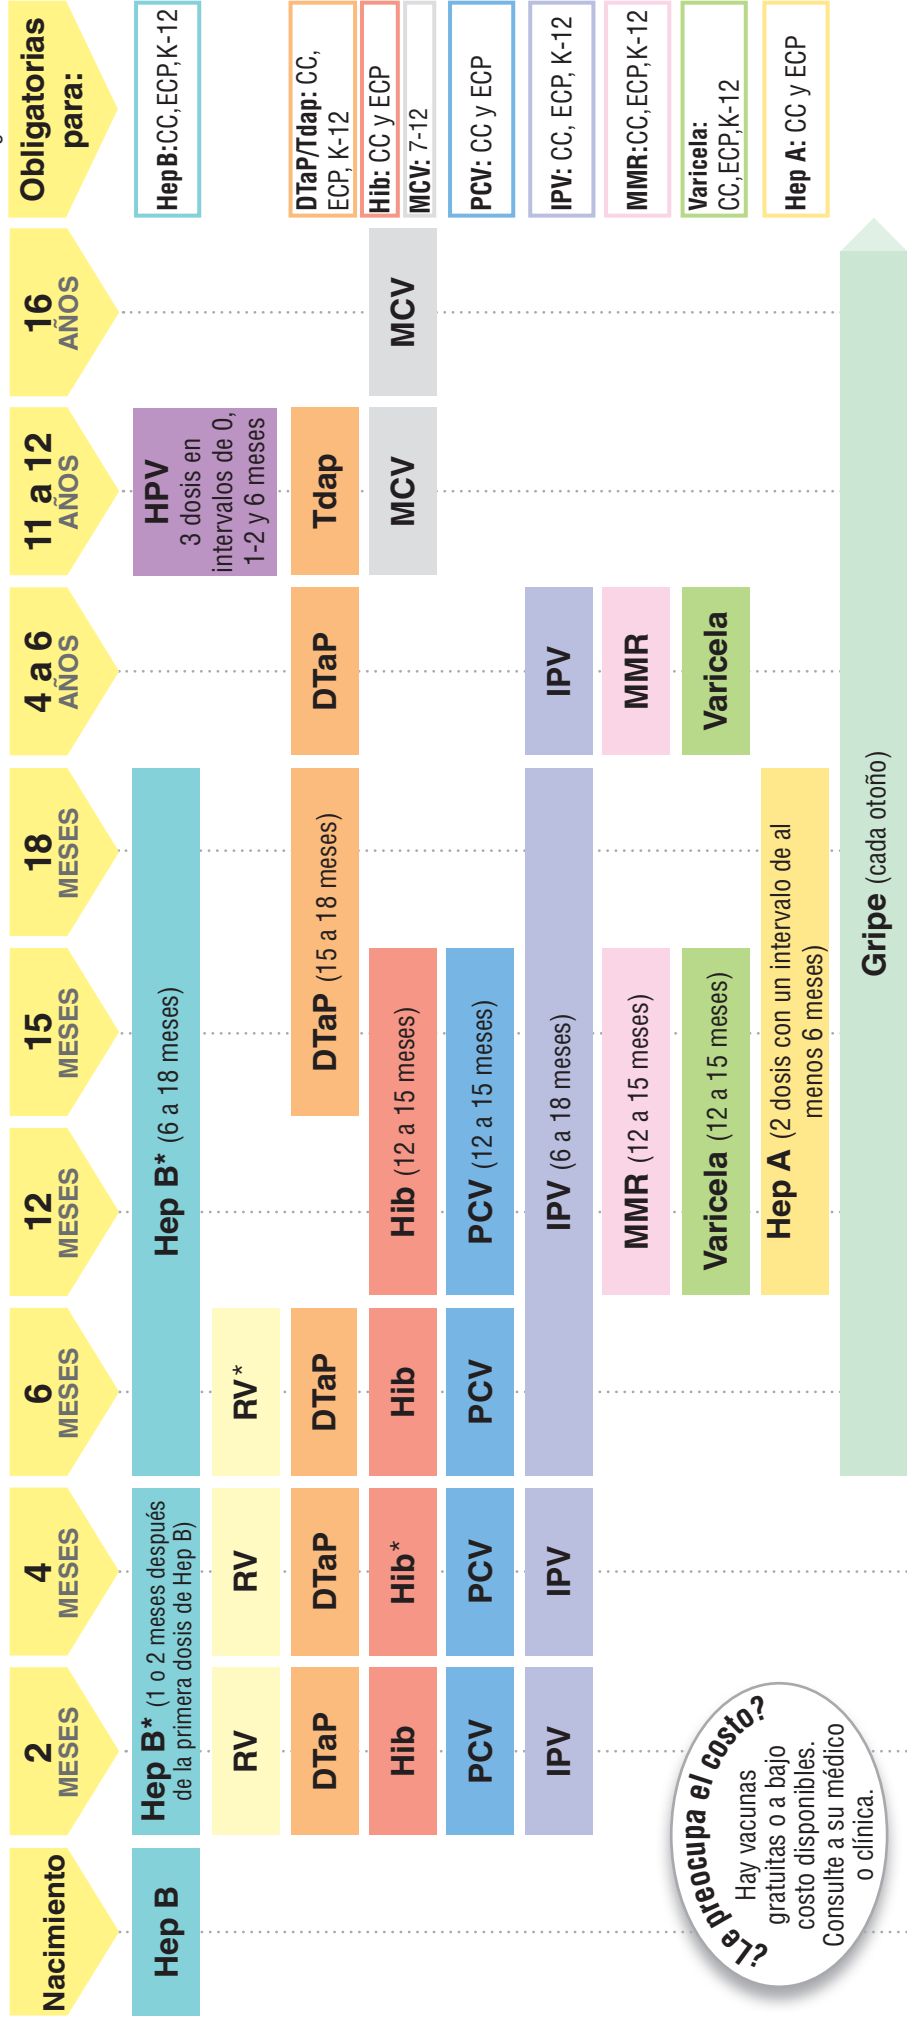 Nacimiento
2
MESES
4
MESES
6
MESES
12
MESES
15
MESES
18
MESES
4 a 6
AÑOS
11 a 12
AÑOS
16
AÑOS
Obligatorias
para:
Hep B
Hep B* (1 o 2 meses después
de la primera dosis de Hep B)
Hep B* (6 a 18 meses)
HPV
3 dosis en
intervalos de 0,
1-2 y 6 meses
HepB:CC,ECP,K-12
RV
RV
RV*
DTaP
DTaP
DTaP
DTaP (15 a 18 meses)
DTaP
Tdap
DTaP/Tdap: CC,
ECP, K-12
Hib
Hib*
Hib
Hib (12 a 15 meses)
MCV
MCV
Hib: CC y ECP
MCV: 7-12
PCV
PCV
PCV
PCV (12 a 15 meses)
PCV: CC y ECP
IPV
IPV
IPV (6 a 18 meses)
IPV
IPV: CC, ECP, K-12
MMR (12 a 15 meses)
MMR
MMR:CC,ECP,K-12
Varicela (12 a 15 meses)
Varicela
Varicela:
CC,ECP,K-12
Hep A (2 dosis con un intervalo de al
menos 6 meses)
Hep A: CC y ECP
Gripe (cada otoño)
¿Le preocupa el costo?
Hay vacunas
gratuitas o a bajo
costo disponibles.
Consulte a su médico
o clínica.